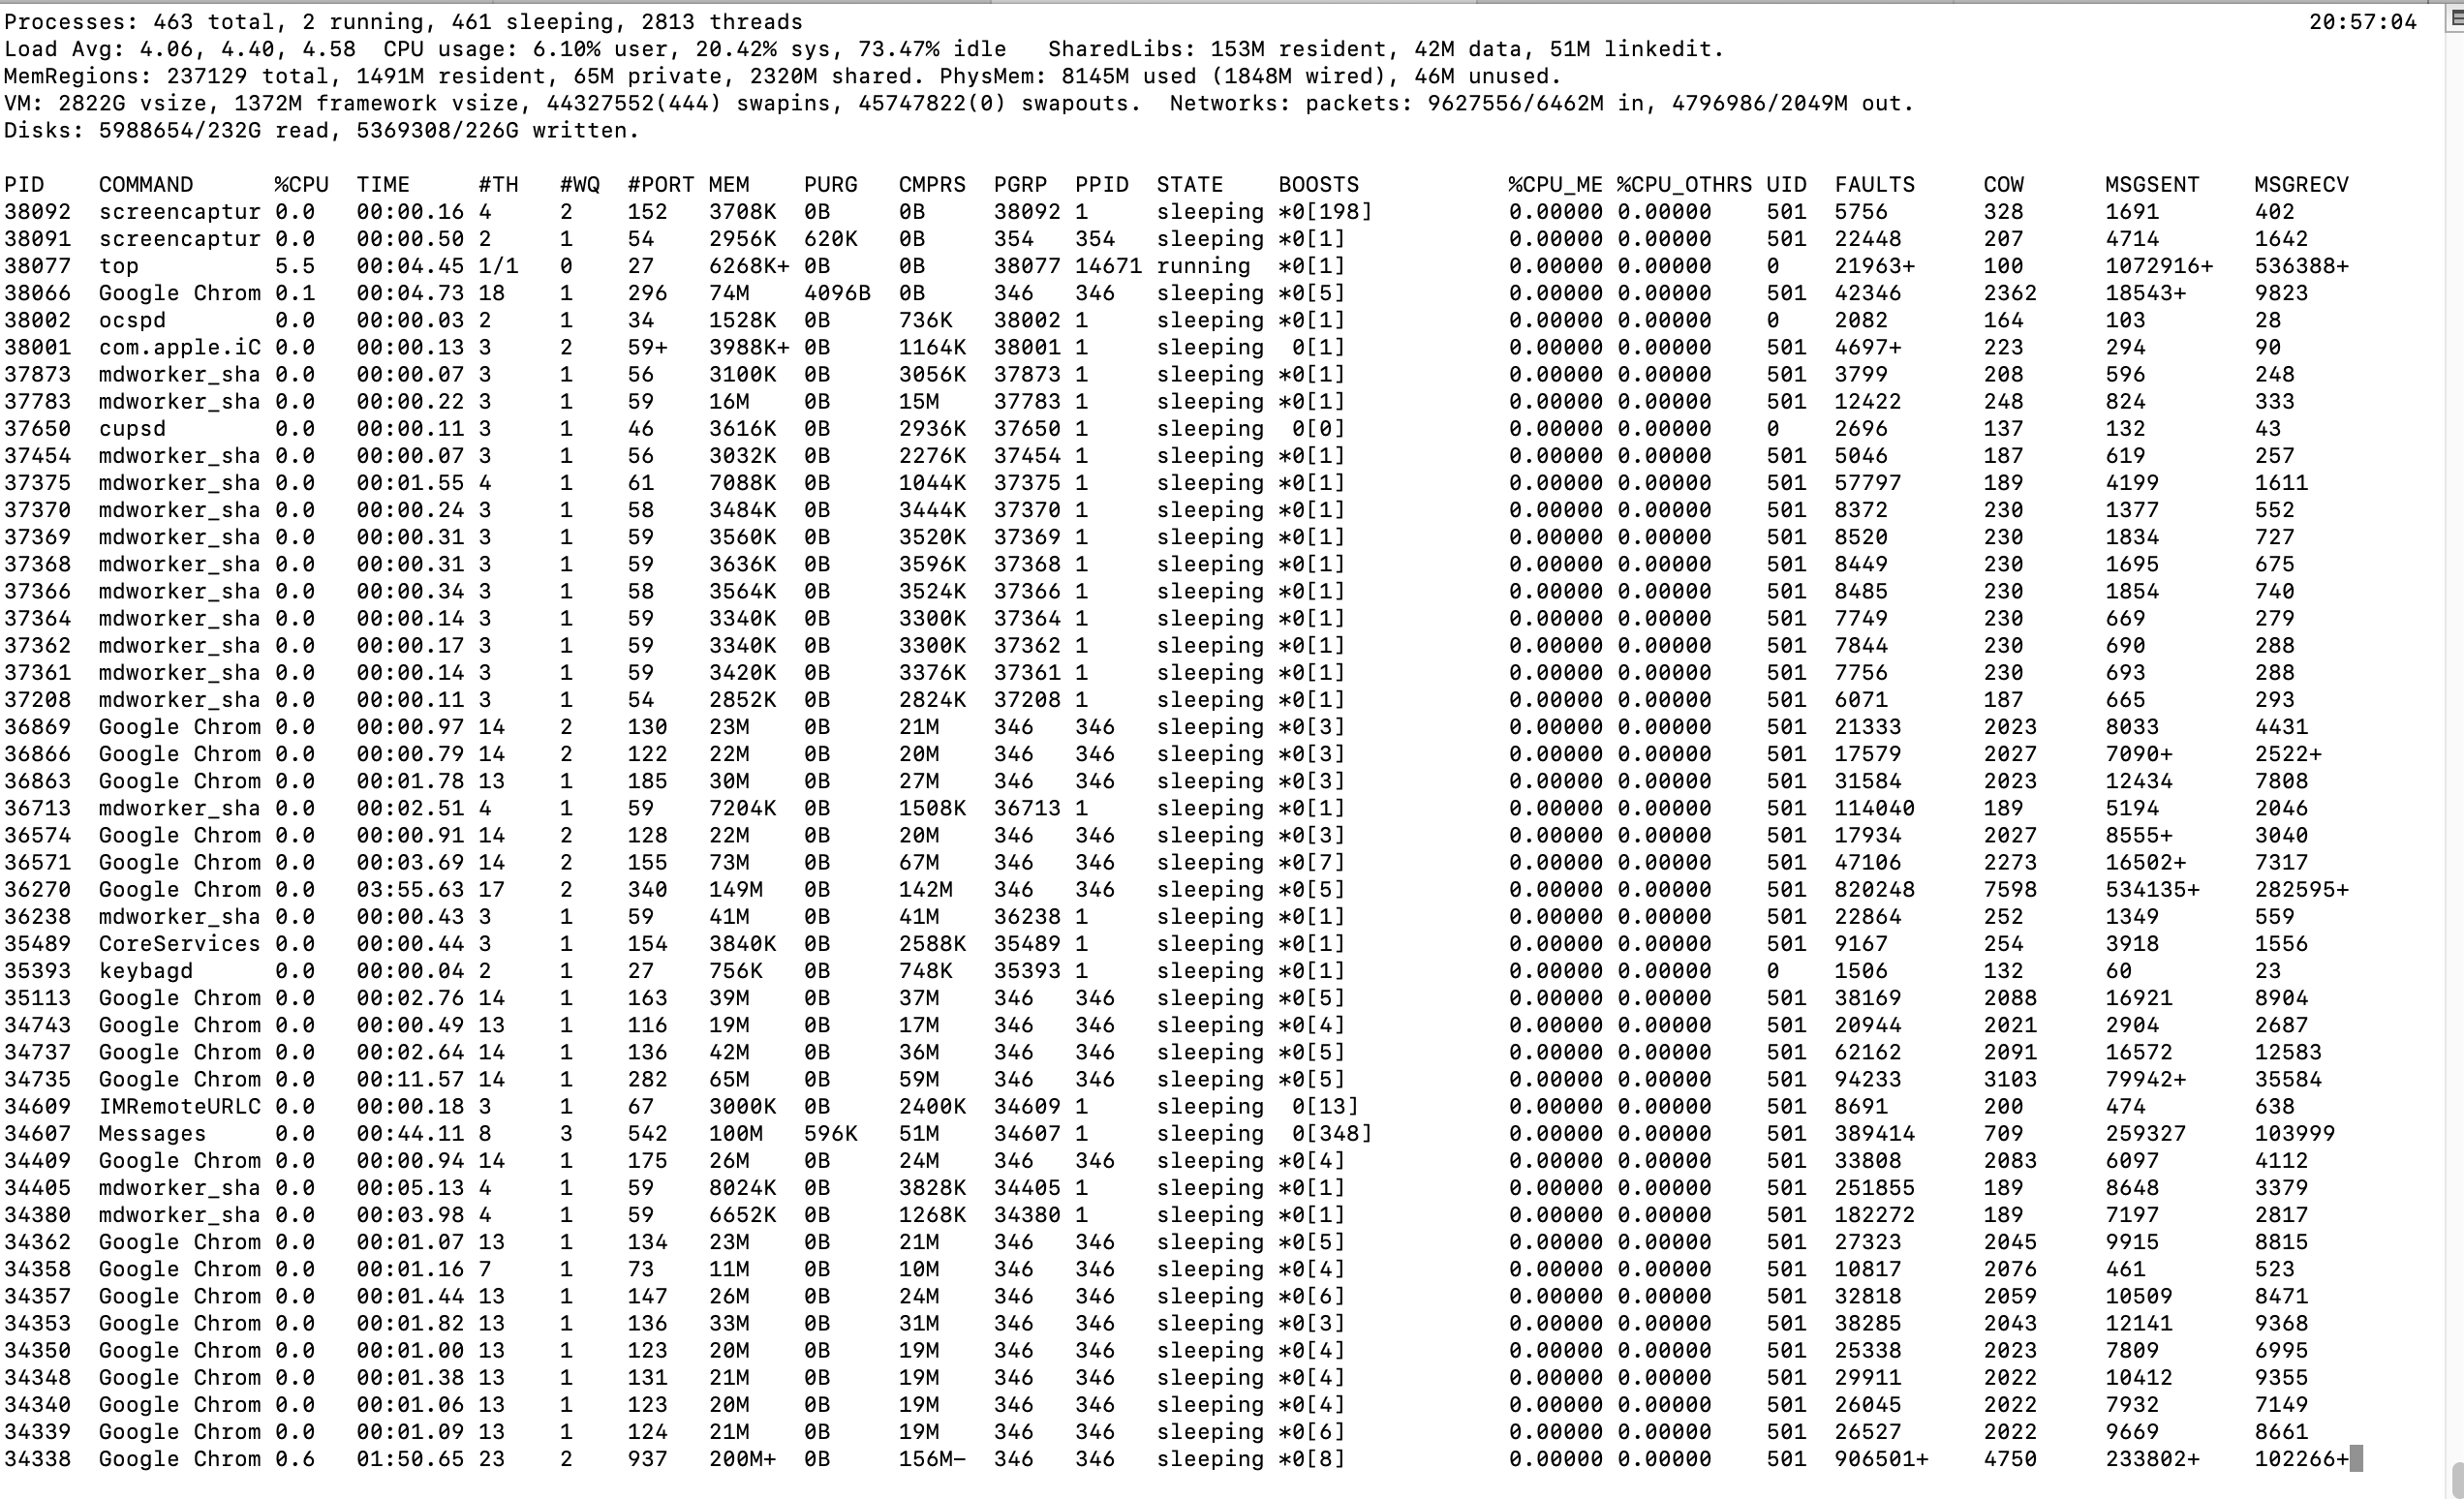 Processes: 463 total, 2 running, 461 sleeping, 2813 threads 20:57:04
Load Avg: 4.06, 4.40, 4.58  CPU usage: 6.10% user, 20.42% sys, 73.47% idle   SharedLibs: 153M resident, 42M data, 51M linkedit.
MemRegions: 237129 total, 1491M resident, 65M private, 2320M shared. PhysMem: 8145M used (1848M wired), 46M unused.
VM: 2822G vsize, 1372M framework vsize, 44327552(444) swapins, 45747822(0) swapouts.  Networks: packets: 9627556/6462M in, 4796986/2049M out.
Disks: 5988654/232G read, 5369308/226G written.
PID COMMAND %CPU TIME #TH #WQ #PORT MEM PURG CMPRS PGRP PPID STATE BOOSTS %CPU_ME %CPU_OTHRS UID FAULTS COW MSGSENT MSGRECV
38092 screencaptur 0.0 00:00.16 4 2 152 3708K 0B 0B 38092 1 sleeping *0[198] 0.00000 0.00000 501 5756 328 1691 402
38091 screencaptur 0.0 00:00.50 2 1 54 2956K 620K 0B 354 354 sleeping *0[1] 0.00000 0.00000 501 22448 207 4714 1642
38077 top 5.5 00:04.45 1/1 0 27 6268K+ 0B 0B 38077 14671 running *0[1] 0.00000 0.00000 0 21963+ 100 1072916+ 536388+
38066 Google Chrom 0.1 00:04.73 18 1 296 74M 4096B 0B 346 346 sleeping *0[5] 0.00000 0.00000 501 42346 2362 18543+ 9823
38002 ocspd 0.0 00:00.03 2 1 34 1528K 0B 736K 38002 1 sleeping *0[1] 0.00000 0.00000 0 2082 164 103 28
38001 com.apple.iC 0.0 00:00.13 3 2 59+ 3988K+ 0B 1164K 38001 1 sleeping 0[1] 0.00000 0.00000 501 4697+ 223 294 90
37873 mdworker_sha 0.0 00:00.07 3 1 56 3100K 0B 3056K 37873 1 sleeping *0[1] 0.00000 0.00000 501 3799 208 596 248
37783 mdworker_sha 0.0 00:00.22 3 1 59 16M 0B 15M 37783 1 sleeping *0[1] 0.00000 0.00000 501 12422 248 824 333
37650 cupsd 0.0 00:00.11 3 1 46 3616K 0B 2936K 37650 1 sleeping 0[0] 0.00000 0.00000 0 2696 137 132 43
37454 mdworker_sha 0.0 00:00.07 3 1 56 3032K 0B 2276K 37454 1 sleeping *0[1] 0.00000 0.00000 501 5046 187 619 257
37375 mdworker_sha 0.0 00:01.55 4 1 61 7088K 0B 1044K 37375 1 sleeping *0[1] 0.00000 0.00000 501 57797 189 4199 1611
37370 mdworker_sha 0.0 00:00.24 3 1 58 3484K 0B 3444K 37370 1 sleeping *0[1] 0.00000 0.00000 501 8372 230 1377 552
37369 mdworker_sha 0.0 00:00.31 3 1 59 3560K 0B 3520K 37369 1 sleeping *0[1] 0.00000 0.00000 501 8520 230 1834 727
37368 mdworker_sha 0.0 00:00.31 3 1 59 3636K 0B 3596K 37368 1 sleeping *0[1] 0.00000 0.00000 501 8449 230 1695 675
37366 mdworker_sha 0.0 00:00.34 3 1 58 3564K 0B 3524K 37366 1 sleeping *0[1] 0.00000 0.00000 501 8485 230 1854 740
37364 mdworker_sha 0.0 00:00.14 3 1 59 3340K 0B 3300K 37364 1 sleeping *0[1] 0.00000 0.00000 501 7749 230 669 279
37362 mdworker_sha 0.0 00:00.17 3 1 59 3340K 0B 3300K 37362 1 sleeping *0[1] 0.00000 0.00000 501 7844 230 690 288
37361 mdworker_sha 0.0 00:00.14 3 1 59 3420K 0B 3376K 37361 1 sleeping *0[1] 0.00000 0.00000 501 7756 230 693 288
37208 mdworker_sha 0.0 00:00.11 3 1 54 2852K 0B 2824K 37208 1 sleeping *0[1] 0.00000 0.00000 501 6071 187 665 293
36869 Google Chrom 0.0 00:00.97 14 2 130 23M 0B 21M 346 346 sleeping *0[3] 0.00000 0.00000 501 21333 2023 8033 4431
36866 Google Chrom 0.0 00:00.79 14 2 122 22M 0B 20M 346 346 sleeping *0[3] 0.00000 0.00000 501 17579 2027 7090+ 2522+
36863 Google Chrom 0.0 00:01.78 13 1 185 30M 0B 27M 346 346 sleeping *0[3] 0.00000 0.00000 501 31584 2023 12434 7808
36713 mdworker_sha 0.0 00:02.51 4 1 59 7204K 0B 1508K 36713 1 sleeping *0[1] 0.00000 0.00000 501 114040 189 5194 2046
36574 Google Chrom 0.0 00:00.91 14 2 128 22M 0B 20M 346 346 sleeping *0[3] 0.00000 0.00000 501 17934 2027 8555+ 3040
36571 Google Chrom 0.0 00:03.69 14 2 155 73M 0B 67M 346 346 sleeping *0[7] 0.00000 0.00000 501 47106 2273 16502+ 7317
36270 Google Chrom 0.0 03:55.63 17 2 340 149M 0B 142M 346 346 sleeping *0[5] 0.00000 0.00000 501 820248 7598 534135+ 282595+
36238 mdworker_sha 0.0 00:00.43 3 1 59 41M 0B 41M 36238 1 sleeping *0[1] 0.00000 0.00000 501 22864 252 1349 559
35489 CoreServices 0.0 00:00.44 3 1 154 3840K 0B 2588K 35489 1 sleeping *0[1] 0.00000 0.00000 501 9167 254 3918 1556
35393 keybagd 0.0 00:00.04 2 1 27 756K 0B 748K 35393 1 sleeping *0[1] 0.00000 0.00000 0 1506 132 60 23
35113 Google Chrom 0.0 00:02.76 14 1 163 39M 0B 37M 346 346 sleeping *0[5] 0.00000 0.00000 501 38169 2088 16921 8904
34743 Google Chrom 0.0 00:00.49 13 1 116 19M 0B 17M 346 346 sleeping *0[4] 0.00000 0.00000 501 20944 2021 2904 2687
34737 Google Chrom 0.0 00:02.64 14 1 136 42M 0B 36M 346 346 sleeping *0[5] 0.00000 0.00000 501 62162 2091 16572 12583
34735 Google Chrom 0.0 00:11.57 14 1 282 65M 0B 59M 346 346 sleeping *0[5] 0.00000 0.00000 501 94233 3103 79942+ 35584
34609 IMRemoteURLC 0.0 00:00.18 3 1 67 3000K 0B 2400K 34609 1 sleeping 0[13] 0.00000 0.00000 501 8691 200 474 638
34607 Messages 0.0 00:44.11 8 3 542 100M 596K 51M 34607 1 sleeping 0[348] 0.00000 0.00000 501 389414 709 259327 103999
34409 Google Chrom 0.0 00:00.94 14 1 175 26M 0B 24M 346 346 sleeping *0[4] 0.00000 0.00000 501 33808 2083 6097 4112
34405 mdworker_sha 0.0 00:05.13 4 1 59 8024K 0B 3828K 34405 1 sleeping *0[1] 0.00000 0.00000 501 251855 189 8648 3379
34380 mdworker_sha 0.0 00:03.98 4 1 59 6652K 0B 1268K 34380 1 sleeping *0[1] 0.00000 0.00000 501 182272 189 7197 2817
34362 Google Chrom 0.0 00:01.07 13 1 134 23M 0B 21M 346 346 sleeping *0[5] 0.00000 0.00000 501 27323 2045 9915 8815
34358 Google Chrom 0.0 00:01.16 7 1 73 11M 0B 10M 346 346 sleeping *0[4] 0.00000 0.00000 501 10817 2076 461 523
34357 Google Chrom 0.0 00:01.44 13 1 147 26M 0B 24M 346 346 sleeping *0[6] 0.00000 0.00000 501 32818 2059 10509 8471
34353 Google Chrom 0.0 00:01.82 13 1 136 33M 0B 31M 346 346 sleeping *0[3] 0.00000 0.00000 501 38285 2043 12141 9368
34350 Google Chrom 0.0 00:01.00 13 1 123 20M 0B 19M 346 346 sleeping *0[4] 0.00000 0.00000 501 25338 2023 7809 6995
34348 Google Chrom 0.0 00:01.38 13 1 131 21M 0B 19M 346 346 sleeping *0[4] 0.00000 0.00000 501 29911 2022 10412 9355
34340 Google Chrom 0.0 00:01.06 13 1 123 20M 0B 19M 346 346 sleeping *0[4] 0.00000 0.00000 501 26045 2022 7932 7149
34339 Google Chrom 0.0 00:01.09 13 1 124 21M 0B 19M 346 346 sleeping *0[6] 0.00000 0.00000 501 26527 2022 9669 8661
34338 Google Chrom 0.6 01:50.65 23 2 937 200M+ 0B 156M- 346 346 sleeping *0[8] 0.00000 0.00000 501 906501+ 4750 233802+ 102266+